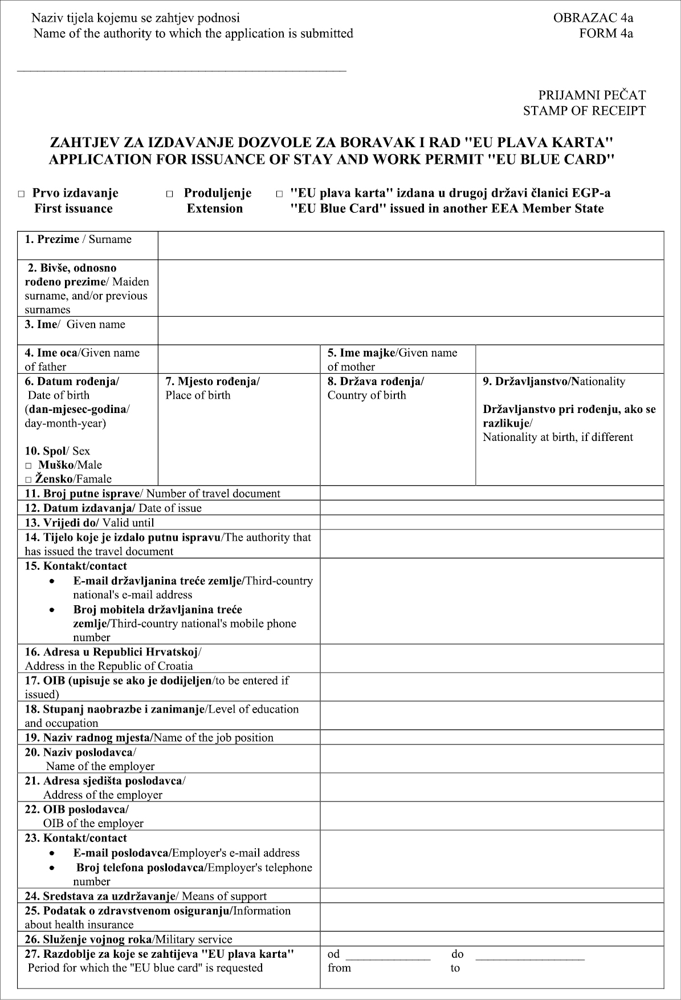 Naziv tijela kojemu se zahtjev podnosi
OBRAZAC 4a
Name of the authority to which the application is submitted
FORM 4a
PRIJAMNI PEČAT
STAMP OF RECEIPT
ZAHTJEV ZA IZDAVANJE DOZVOLE ZA BORAVAK I RAD "EU PLAVA KARTA"
APPLICATION FOR ISSUANCE OF STAY AND WORK PERMIT "EU BLUE CARD"
□ Prvo izdavanje
First issuance
□ Produljenje
Extension
□ "EU plava karta" izdana u drugoj državi članici EGP-a
"EU Blue Card" issued in another EEA Member State
1. Prezime / Surname
2. Bivše, odnosno
rođeno prezime/ Maiden
surname, and/or previous
surnames
3. Ime/ Given name
4. Ime oca/Given name
of father
5. Ime majke/Given name
of mother
6. Datum rođenja/
Date of birth
(dan-mjesec-godina/
day-month-year)
10. Spol/ Sex
□ Muško/Male
□ Žensko/Famale
7. Mjesto rođenja/
Place of birth
8. Država rođenja/
Country of birth
9. Državljanstvo/Nationality
Državljanstvo pri rođenju, ako se
razlikuje/
Nationality at birth, if different
11. Broj putne isprave/ Number of travel document
12. Datum izdavanja/ Date of issue
13. Vrijedi do/ Valid until
14. Tijelo koje je izdalo putnu ispravu/The authority that
has issued the travel document
15. Kontakt/contact
• E-mail državljanina treće zemlje/Third-country
national's e-mail address
• Broj mobitela državljanina treće
zemlje/Third-country national's mobile phone
number
16. Adresa u Republici Hrvatskoj/
Address in the Republic of Croatia
17. OIB (upisuje se ako je dodijeljen/to be entered if
issued)
18. Stupanj naobrazbe i zanimanje/Level of education
and occupation
19. Naziv radnog mjesta/Name of the job position
20. Naziv poslodavca/
Name of the employer
21. Adresa sjedišta poslodavca/
Address of the employer
22. OIB poslodavca/
OIB of the employer
23. Kontakt/contact
• E-mail poslodavca/Employer's e-mail address
• Broj telefona poslodavca/Employer's telephone
number
24. Sredstava za uzdržavanje/ Means of support
25. Podatak o zdravstvenom osiguranju/Information
about health insurance
26. Služenje vojnog roka/Military service
27. Razdoblje za koje se zahtijeva "EU plava karta"
Period for which the "EU blue card" is requested
od ______________ do __________________
from to